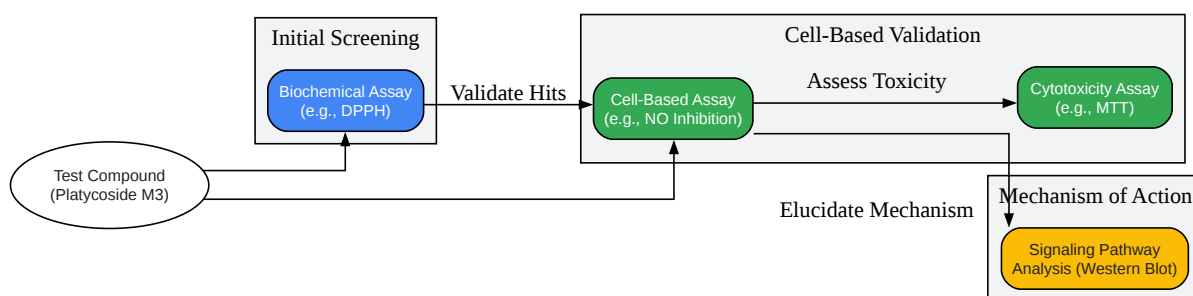 Initial Screening
Biochemical Assay
(e.g., DPPH)
Validate Hits
Cell-Based Validation
Cell-Based Assay
(e.g., NO Inhibition)
Assess Toxicity
Cytotoxicity Assay
(e.g., MTT)
Test Compound
(Platycoside M3)
Elucidate Mechanism
Mechanism of Action
Signaling Pathway
Analysis (Western Blot)